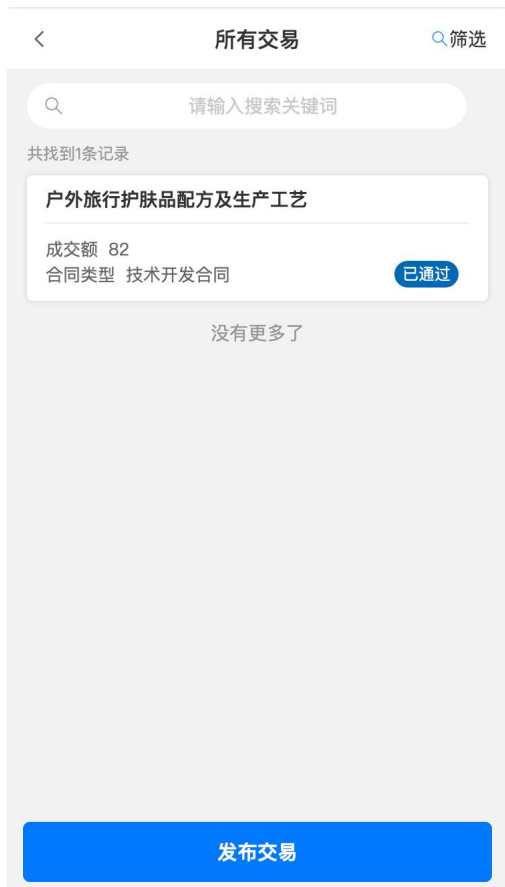 所有交易
筛选
请输入搜索关键词
共找到1条记录
户外旅行护肤品配方及生产工艺
成交额 82
合同类型 技术开发合同
已通过
没有更多了
发布交易